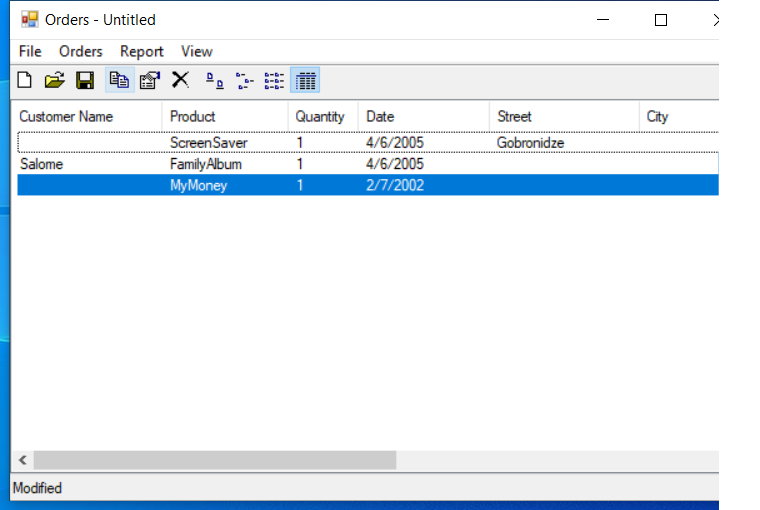 Orders - Untitled
File Orders Report View
Customer Name Product Quantity Date Street City
ScreenSaver 1 4/6/2005 Gobronidze
Salome FamilyAlbum 1 4/6/2005
MyMoney 1 2/7/2002
Modified